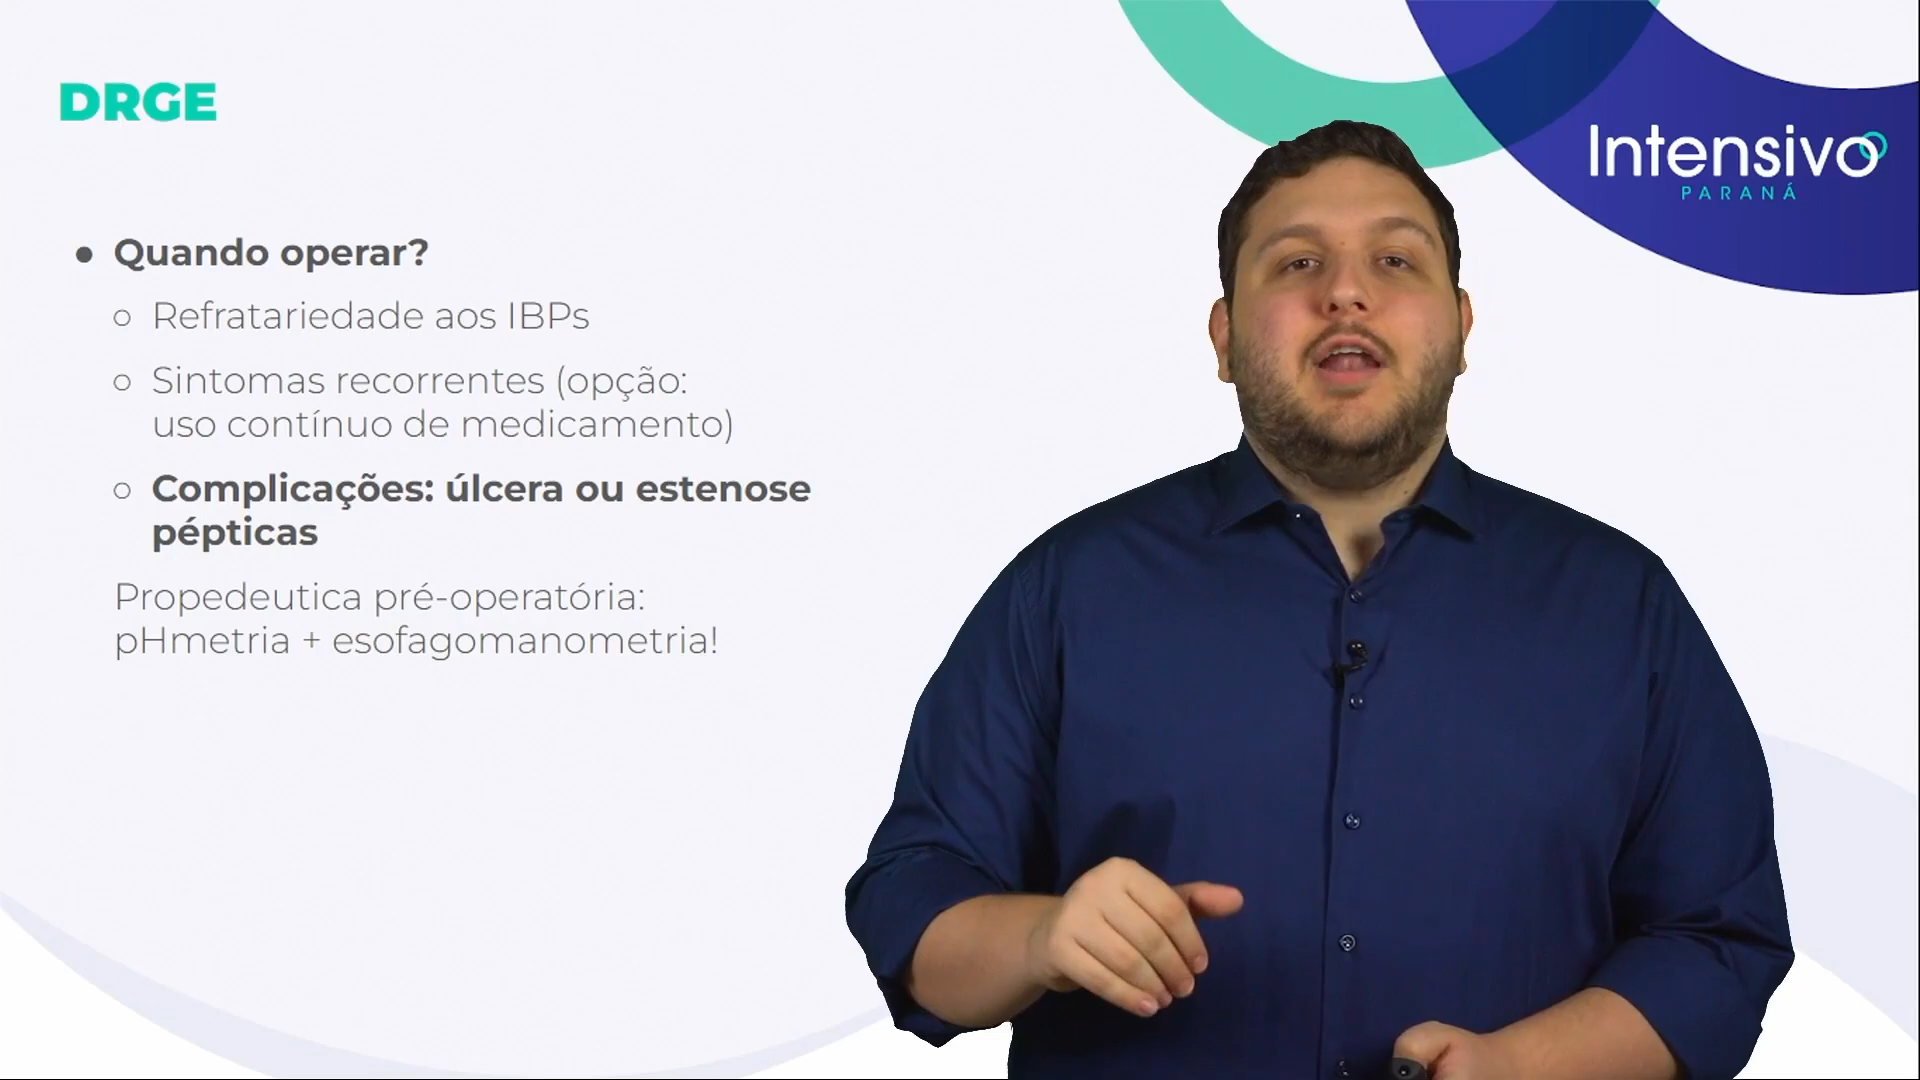 DRGE
Intensivo
PARANÁ
● Quando operar?
○ Refratariedade aos IBPs
○ Sintomas recorrentes (opção:
uso contínuo de medicamento)
○ Complicações: úlcera ou estenose
pépticas
Propedeutica pré-operatória:
pHmetria + esofagomanometria!